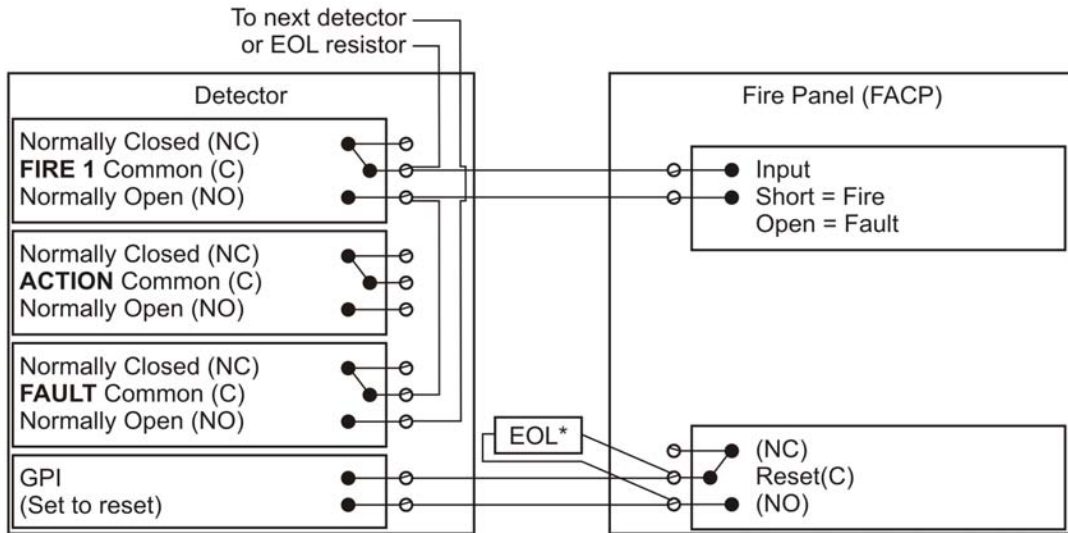 To next detector
or EOL resistor
Detector
Normally Closed (NC)
FIRE 1 Common (C)
Normally Open (NO)
Normally Closed (NC)
ACTION Common (C)
Normally Open (NO)
Normally Closed (NC)
FAULT Common (C)
Normally Open (NO)
GPI
(Set to reset)
EOL*
Fire Panel (FACP)
Input
Short = Fire
Open = Fault
(NC)
Reset(C)
(NO)